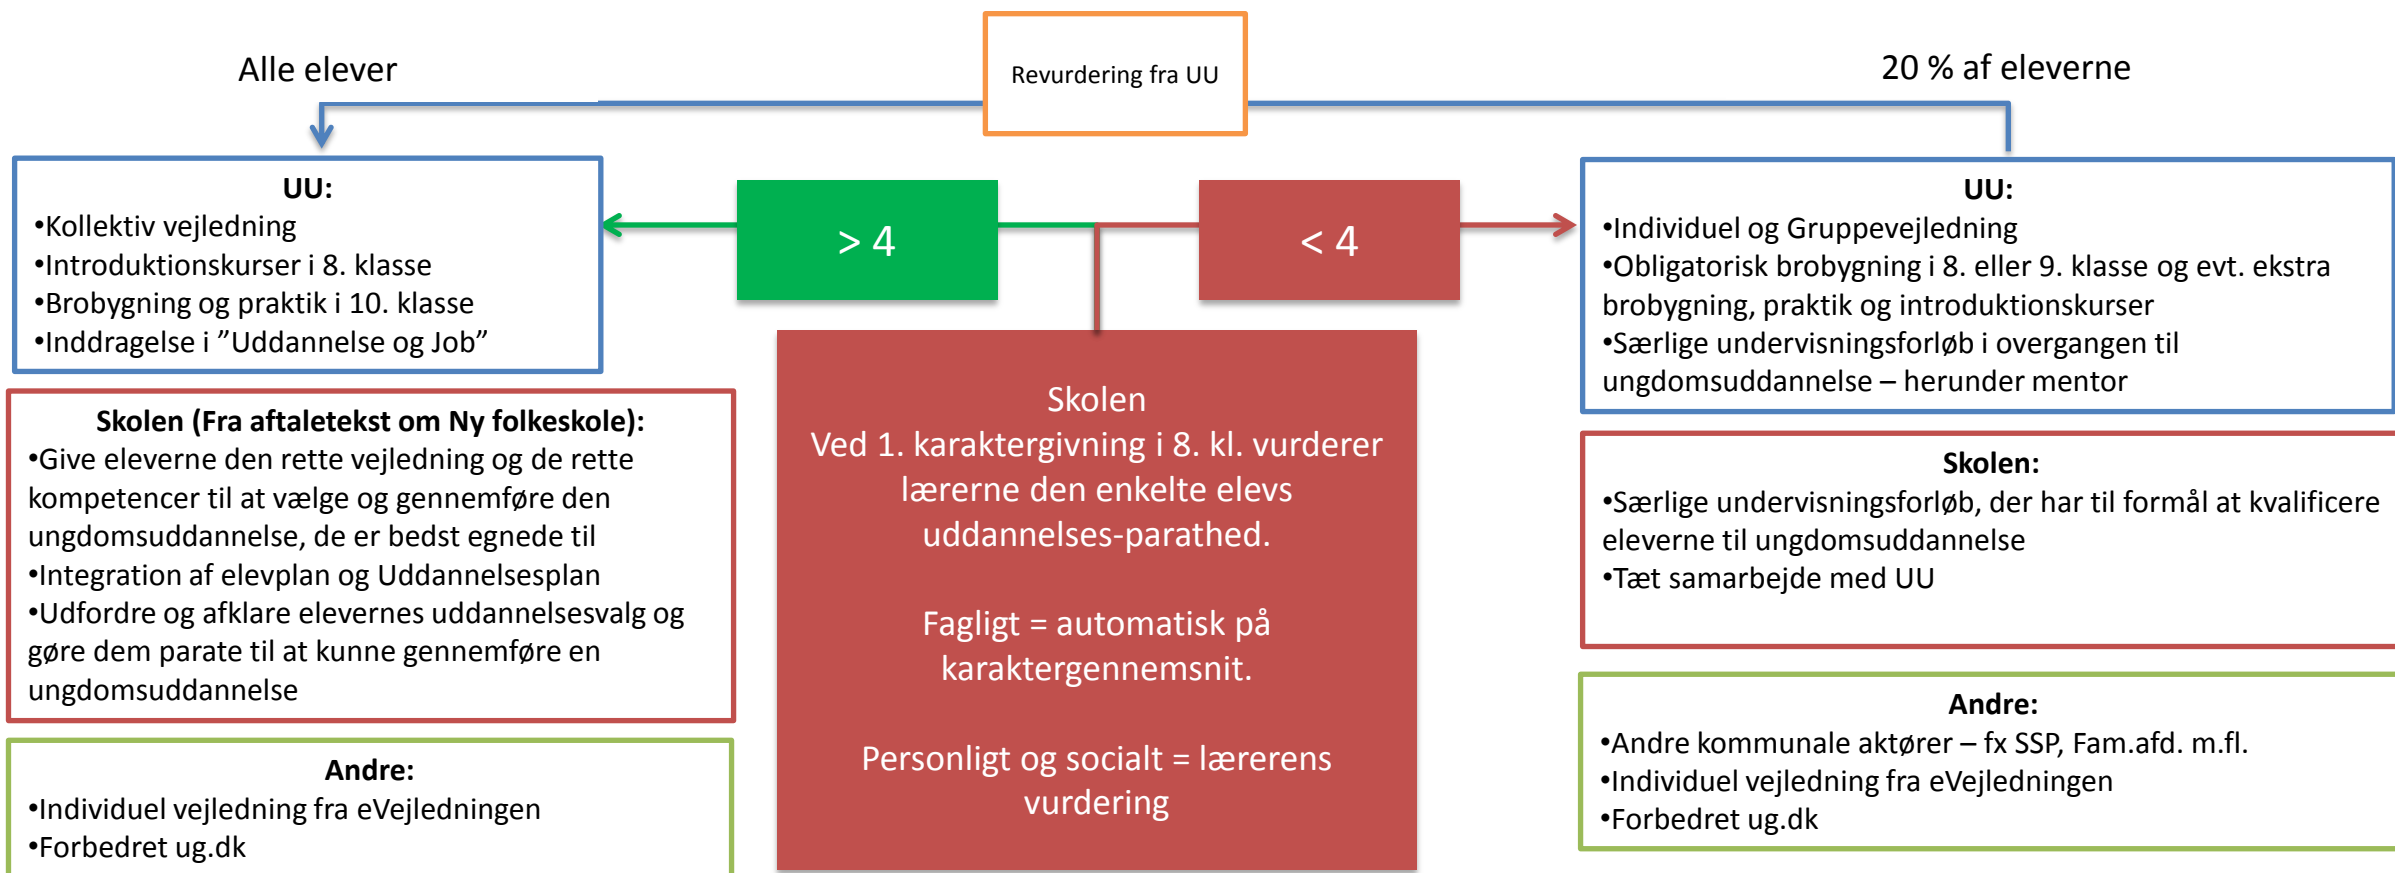 Alle elever
Revurdering fra UU
20 % af eleverne
UU:
•Kollektiv vejledning
•Introduktionskurser i 8. klasse
•Brobygning og praktik i 10. klasse
•Inddragelse i ”Uddannelse og Job”
Skolen (Fra aftaletekst om Ny folkeskole):
•Give eleverne den rette vejledning og de rette
kompetencer til at vælge og gennemføre den
ungdomsuddannelse, de er bedst egnede til
•Integration af elevplan og Uddannelsesplan
•Udfordre og afklare elevernes uddannelsesvalg og
gøre dem parate til at kunne gennemføre en
ungdomsuddannelse
Andre:
•Individuel vejledning fra eVejledningen
•Forbedret ug.dk
> 4
< 4
Skolen
Ved 1. karaktergivning i 8. kl. vurderer
lærerne den enkelte elevs
uddannelses-parathed.
Fagligt = automatisk på
karaktergennemsnit.
Personligt og socialt = lærerens
vurdering
UU:
•Individuel og Gruppevejledning
•Obligatorisk brobygning i 8. eller 9. klasse og evt. ekstra
brobygning, praktik og introduktionskurser
•Særlige undervisningsforløb i overgangen til
ungdomsuddannelse – herunder mentor
Skolen:
•Særlige undervisningsforløb, der har til formål at kvalificere
eleverne til ungdomsuddannelse
•Tæt samarbejde med UU
Andre:
•Andre kommunale aktører – fx SSP, Fam.afd. m.fl.
•Individuel vejledning fra eVejledningen
•Forbedret ug.dk